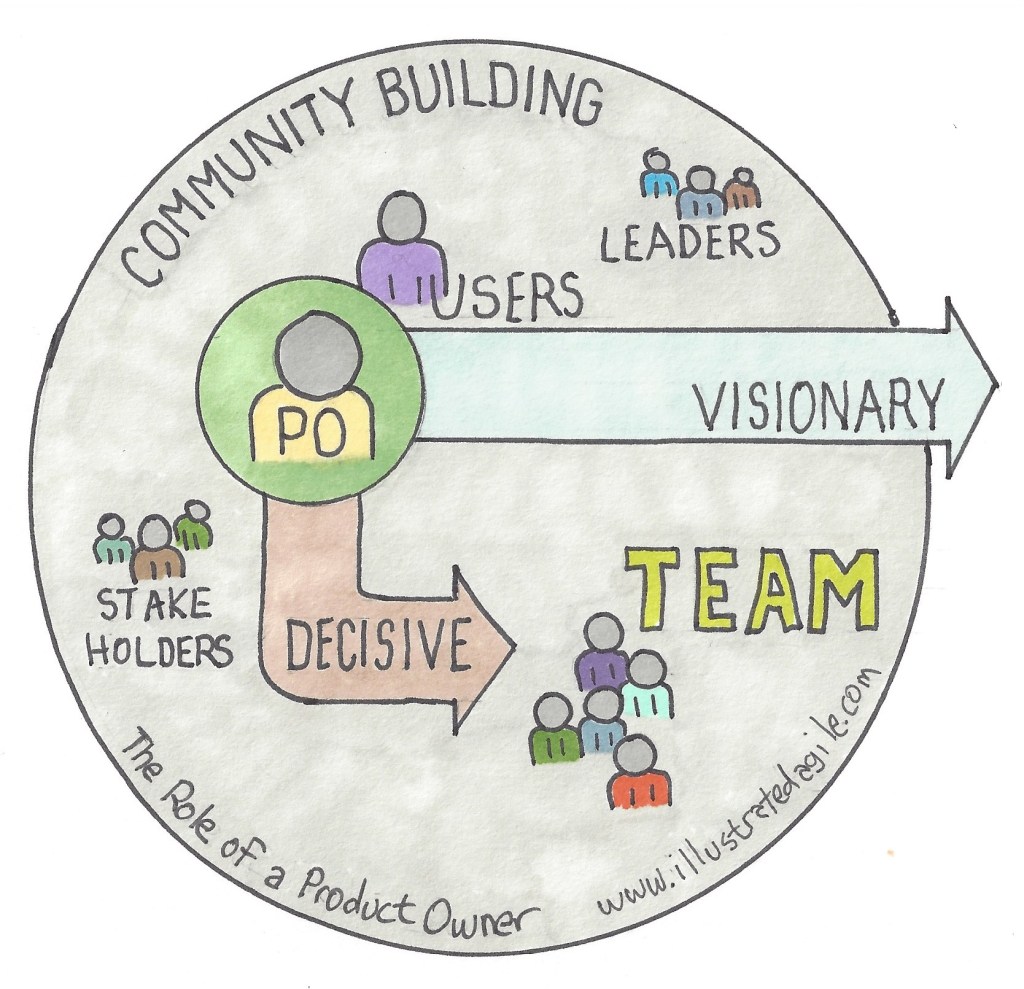 COMMUNITY BUILDING
LEADERS
USERS
PO
VISIONARY
STAKE
HOLDERS
DECISIVE
TEAM
The Role of a Product Owner
www.illustratedagile.com